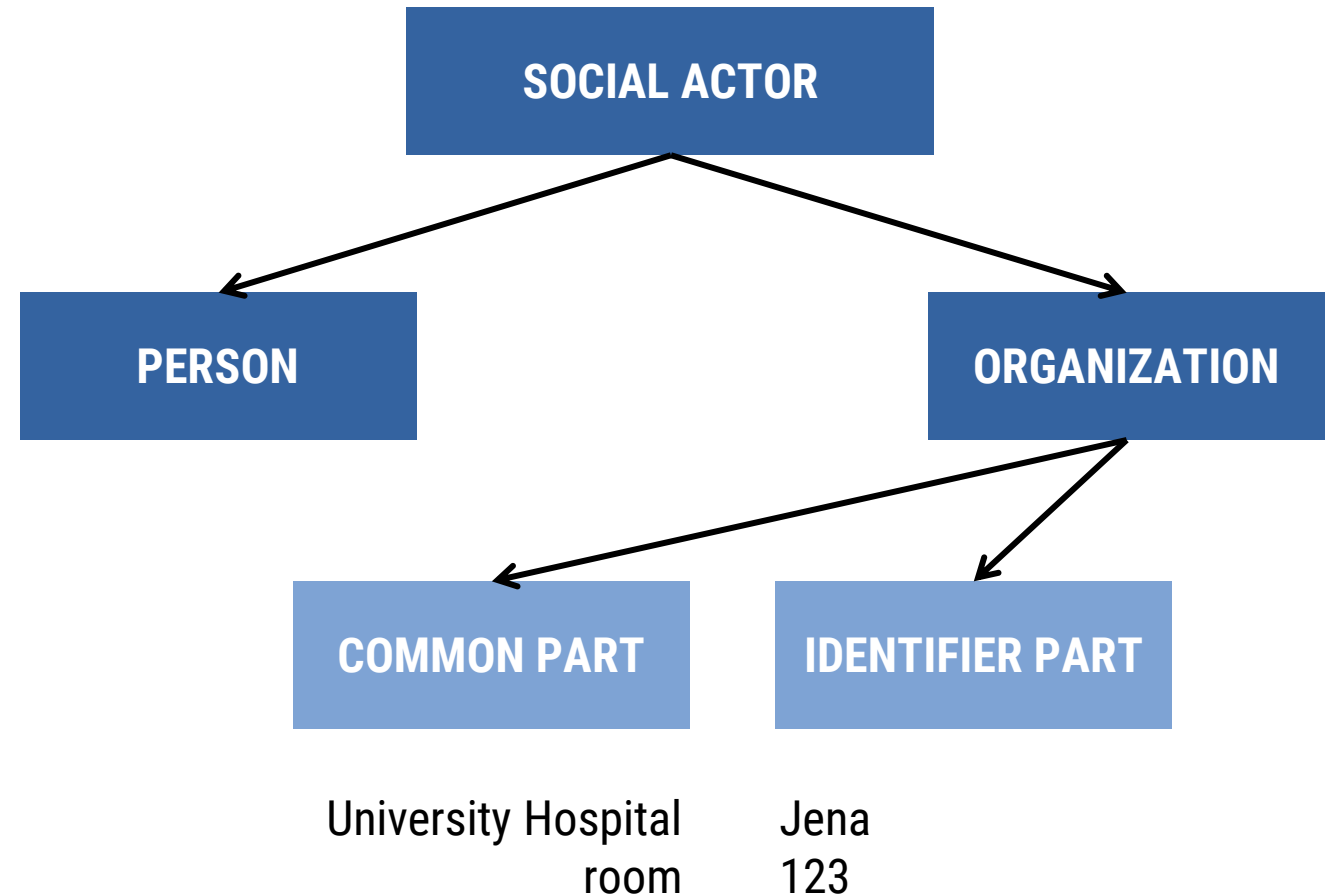 SOCIAL ACTOR
PERSON
ORGANIZATION
COMMON PART
IDENTIFIER PART
University Hospital Jena
room 123